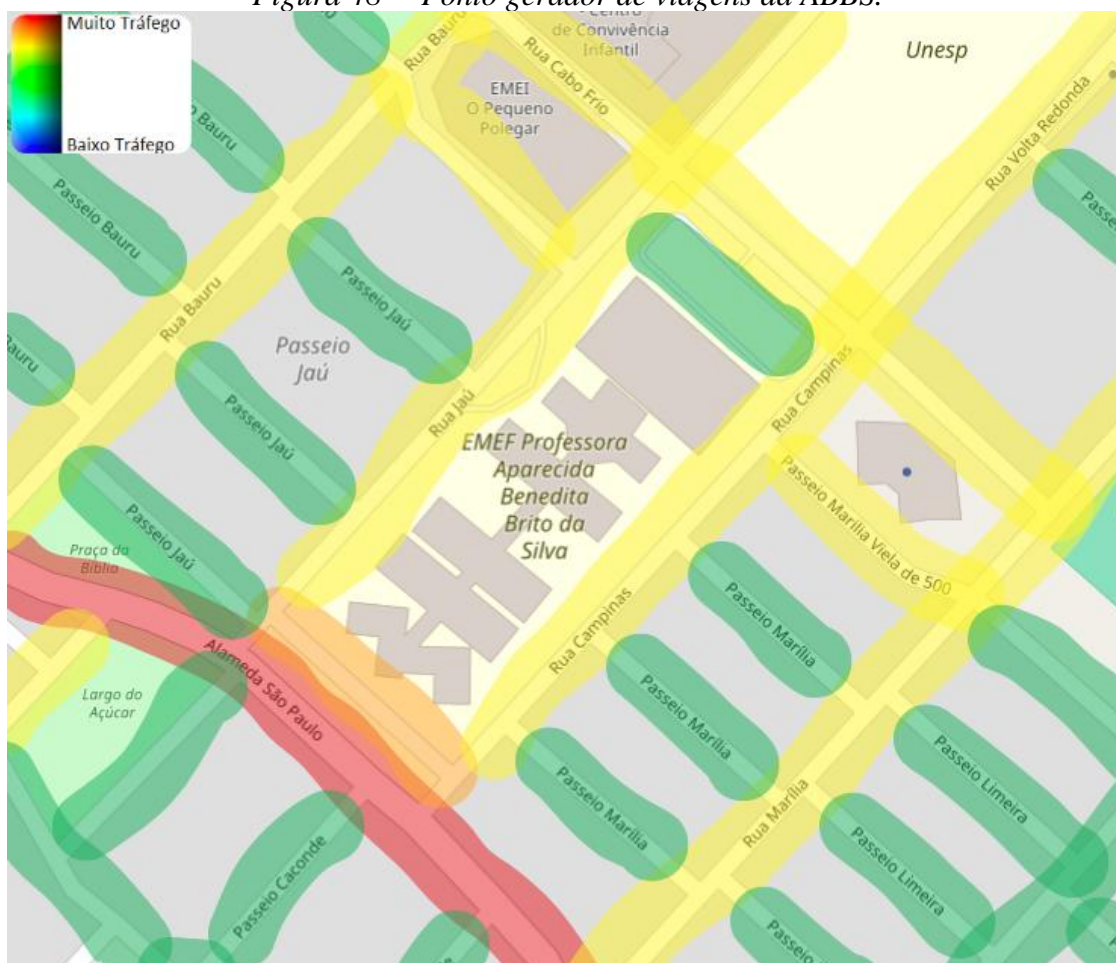 Figura 48 – Ponto gerador de viagens da ABBS.
Muito Tráfego
Baixo Tráfego
Rua Bauru
Centro
de Convivência
Infantil
Unesp
Rua Cabo Frio
EMEI
O Pequeno
Polegar
Bauru
Rua Volta Redonda
Passeio Bauru
Passeio Jaú
Rua Bauru
Bauru
Passeio
Jaú
Passeio Jaú
Rua Jaú
Rua Campinas
EMEF Professora
Aparecida
Benedita
Brito da
Silva
Passeio Marília Viela de 500
Passeio Jaú
Praça da
Bíblia
Rua Campinas
Passeio Marília
Alameda São Paulo
Largo do
Açúcar
Passeio Marília
Passeio Limeira
Passeio Marília
Rua Marília
Passeio Caconde
Passeio Limeira